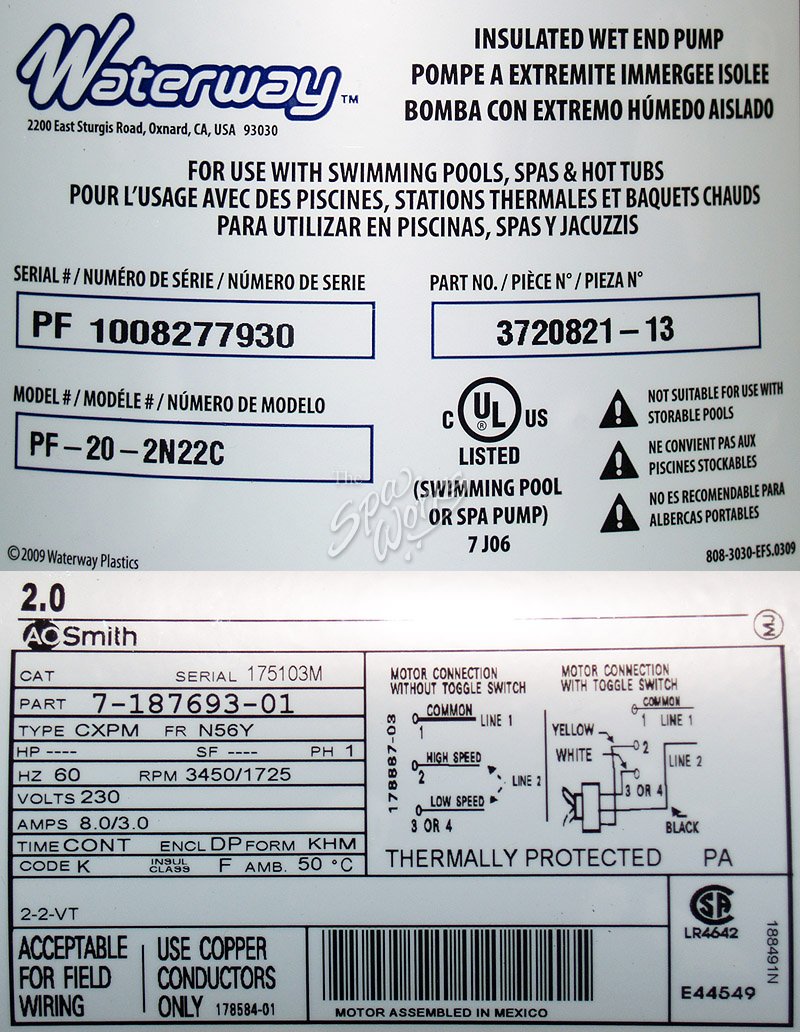 Waterway™
2200 East Sturgis Road, Oxnard, CA, USA 93030
INSULATED WET END PUMP
POMPE A EXTREMITE IMMERGEE ISOLEE
BOMBA CON EXTREMO HÚMEDO AISLADO
FOR USE WITH SWIMMING POOLS, SPAS & HOT TUBS
POUR L'USAGE AVEC DES PISCINES, STATIONS THERMALES ET BAQUETS CHAUDS
PARA UTILIZAR EN PISCINAS, SPAS Y JACUZZIS
SERIAL # / NUMÉRO DE SÉRIE / NÚMERO DE SERIE
PF 1008277930
PART NO. / PIÈCE N° / PIEZA N°
3720821-13
MODEL # / MODÉLE # / NÚMERO DE MODELO
PF-20-2N22C
C UL® US
LISTED
(SWIMMING POOL
OR SPA PUMP)
7 J06
NOT SUITABLE FOR USE WITH
STORABLE POOLS
NE CONVIENT PAS AUX
PISCINES STOCKABLES
NO ES RECOMENDABLE PARA
ALBERCAS PORTABLES
The
Spa
Works
©2009 Waterway Plastics
808-3030-EFS.0309
2.0
AO Smith
MJ
CAT SERIAL 175103M
PART 7-187693-01
TYPE CXPM FR N56Y
HP ---- SF ---- PH 1
HZ 60 RPM 3450/1725
VOLTS 230
AMPS 8.0/3.0
TIME CONT ENCL DP FORM KHM
CODE K INSUL CLASS F AMB. 50 °C
178887-03
MOTOR CONNECTION
WITHOUT TOGGLE SWITCH
COMMON
1
LINE 1
HIGH SPEED
2
LINE 2
LOW SPEED
3 OR 4
MOTOR CONNECTION
WITH TOGGLE SWITCH
COMMON
1 LINE 1
YELLOW
2
WHITE
LINE 2
3 OR 4
BLACK
THERMALLY PROTECTED PA
2-2-VT
ACCEPTABLE
FOR FIELD
WIRING
USE COPPER
CONDUCTORS
ONLY 178584-01
MOTOR ASSEMBLED IN MEXICO
SA
LR4642
E44549
188491N